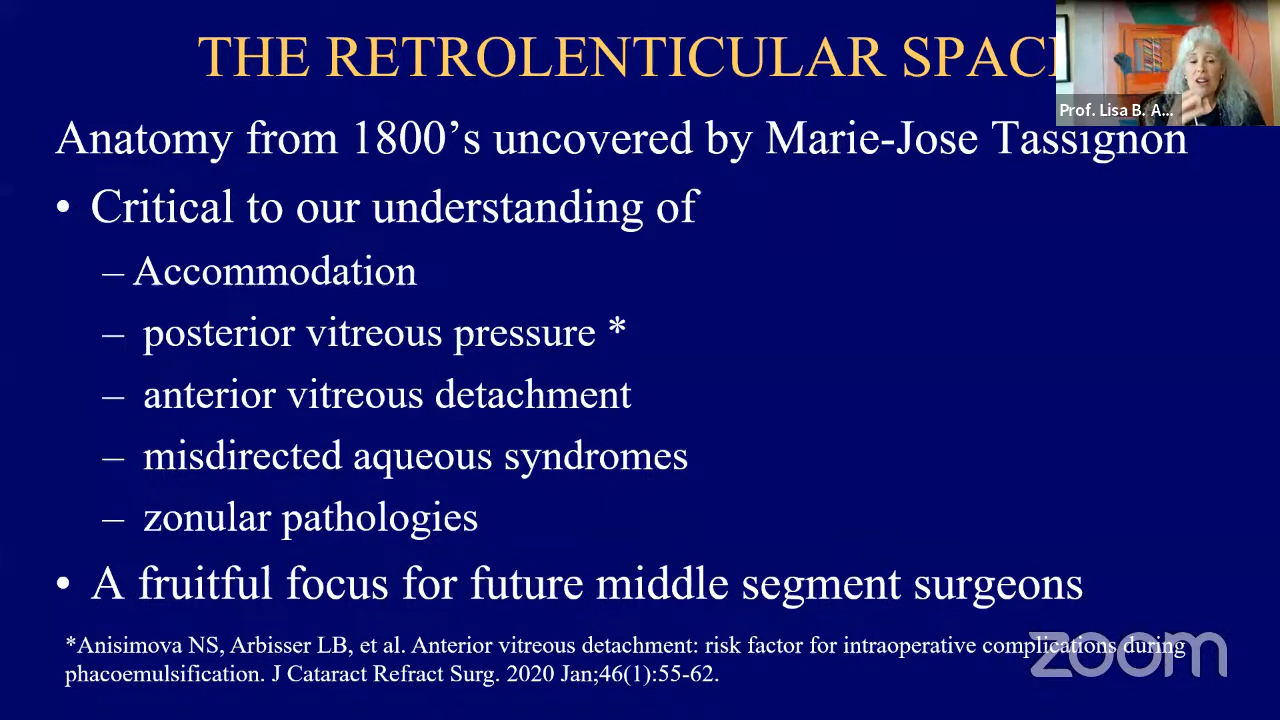 THE RETROLENTICULAR SPAC
Prof. Lisa B. A...
Anatomy from 1800's uncovered by Marie-Jose Tassignon
• Critical to our understanding of
– Accommodation
– posterior vitreous pressure *
– anterior vitreous detachment
– misdirected aqueous syndromes
– zonular pathologies
• A fruitful focus for future middle segment surgeons
*Anisimova NS, Arbisser LB, et al. Anterior vitreous detachment: risk factor for intraoperative complications during
phacoemulsification. J Cataract Refract Surg. 2020 Jan;46(1):55-62.
zoom